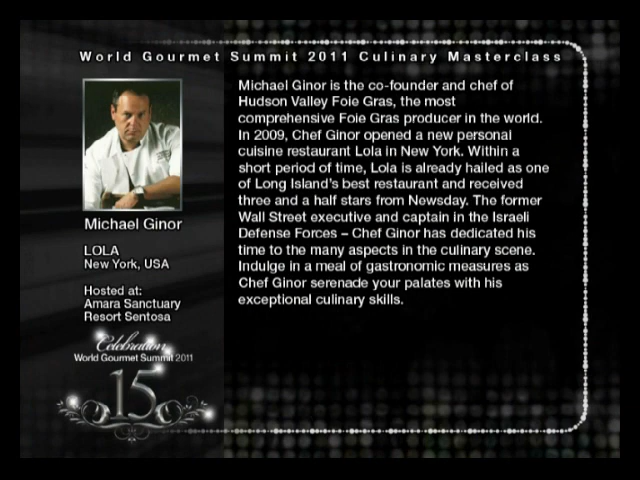 World Gourmet Summit 2011 Culinary Masterclass
Michael Ginor
LOLA
New York, USA
Hosted at:
Amara Sanctuary
Resort Sentosa
Celebration
World Gourmet Summit 2011
15
Michael Ginor is the co-founder and chef of
Hudson Valley Foie Gras, the most
comprehensive Foie Gras producer in the world.
In 2009, Chef Ginor opened a new personal
cuisine restaurant Lola in New York. Within a
short period of time, Lola is already hailed as one
of Long Island's best restaurant and received
three and a half stars from Newsday. The former
Wall Street executive and captain in the Israeli
Defense Forces – Chef Ginor has dedicated his
time to the many aspects in the culinary scene.
Indulge in a meal of gastronomic measures as
Chef Ginor serenade your palates with his
exceptional culinary skills.